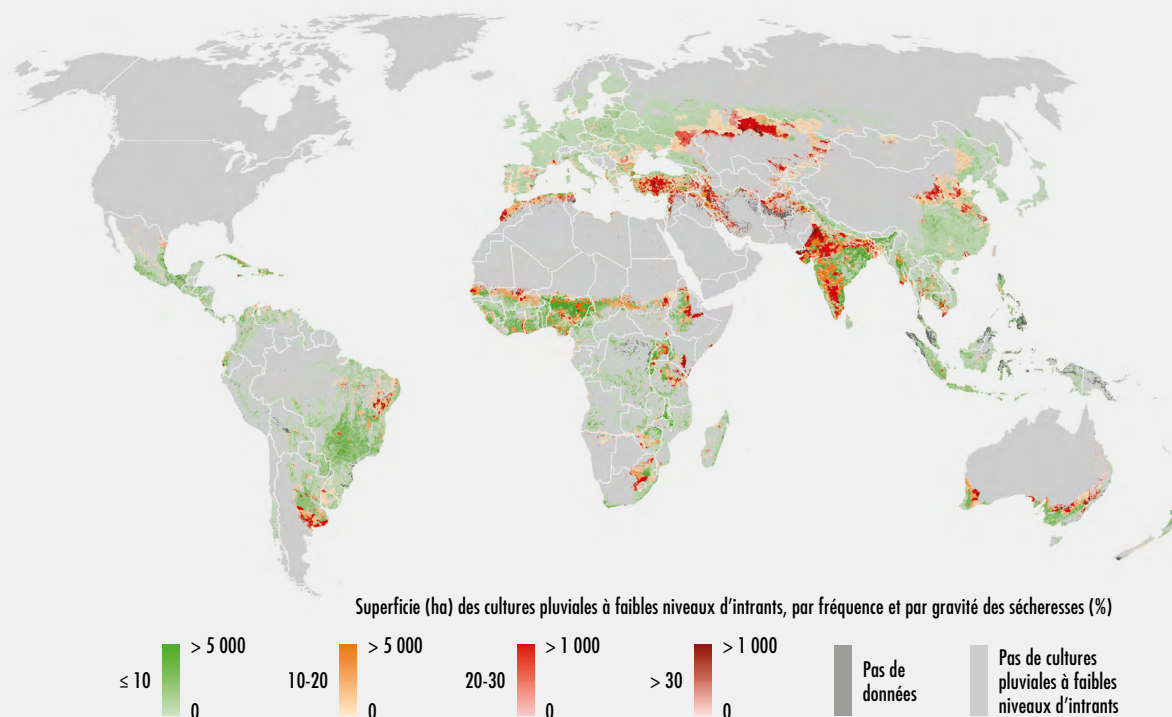 Superficie (ha) des cultures pluviales à faibles niveaux d’intrants, par fréquence et par gravité des sécheresses (%)
≤ 10
> 5 000
0
10-20
> 5 000
0
20-30
> 1 000
0
> 30
> 1 000
0
Pas de
données
Pas de cultures
pluviales à faibles
niveaux d’intrants